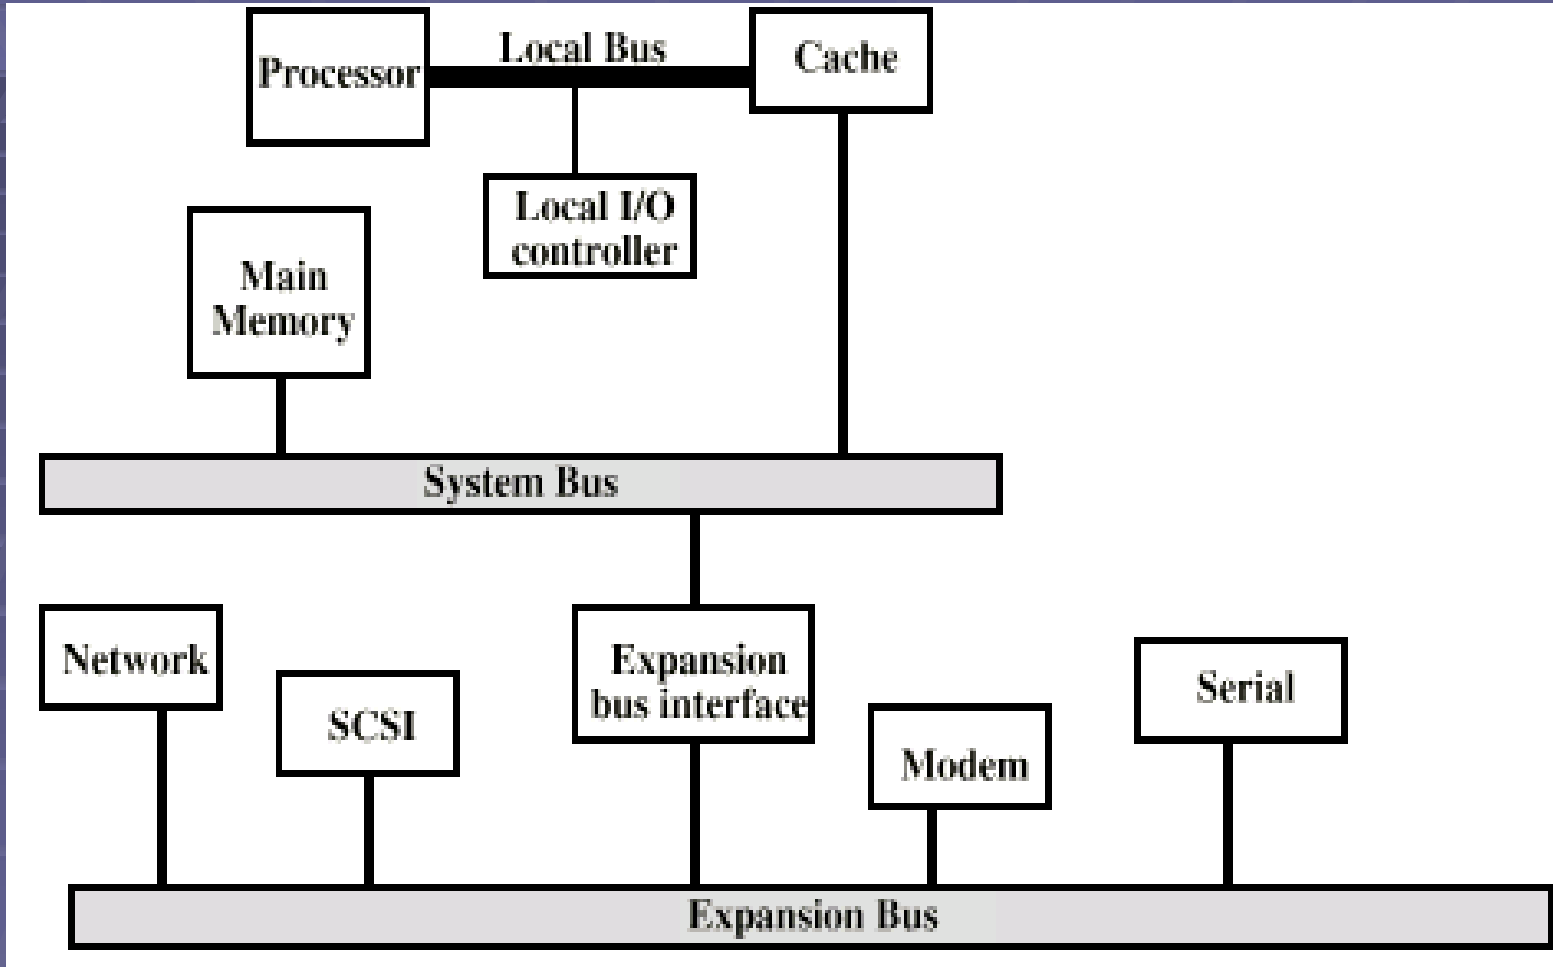 Local Bus
Processor
Cache
Local I/O
controller
Main
Memory
System Bus
Network
SCSI
Expansion
bus interface
Modem
Serial
Expansion Bus